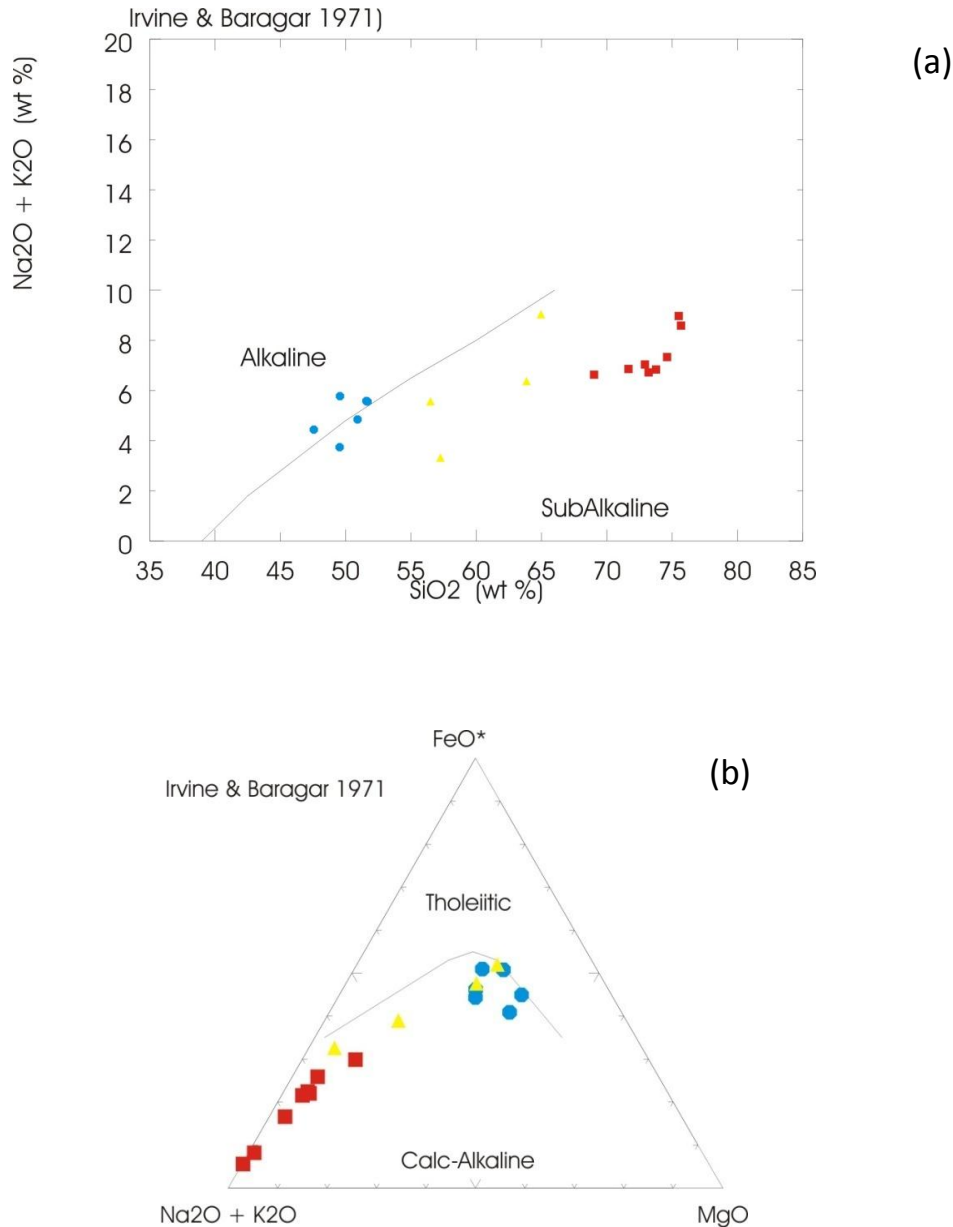 Irvine & Baragar 1971)
(a)
Na2O + K2O (wt %)
20
18
16
14
12
10
8
6
4
2
0
Alkaline
SubAlkaline
35 40 45 50 55 60 65 70 75 80 85
SiO2 (wt %)
FeO*
(b)
Irvine & Baragar 1971
Tholeiitic
Calc-Alkaline
Na2O + K2O
MgO